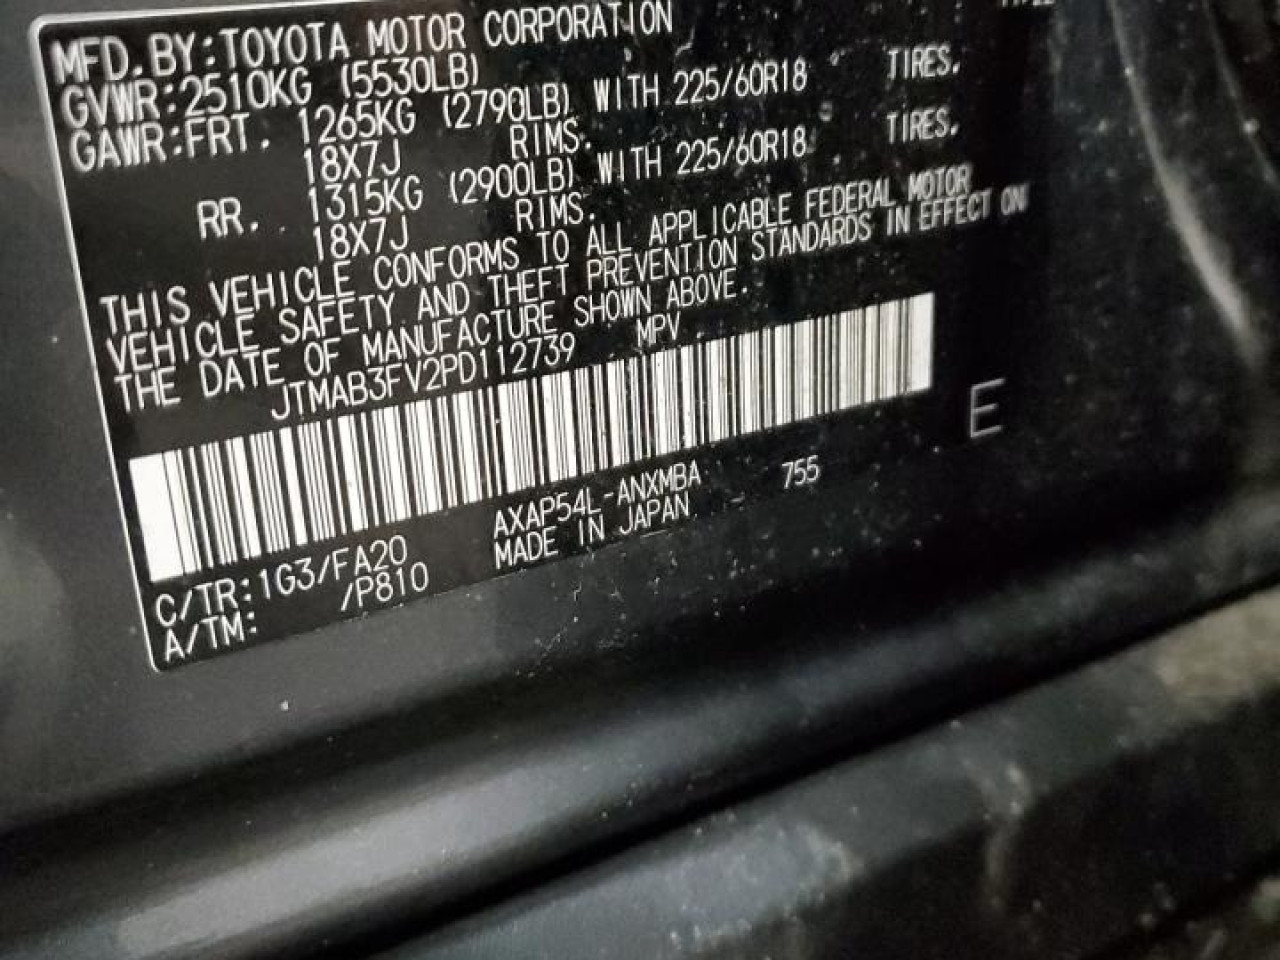 MFD.BY:TOYOTA MOTOR CORPORATION
GVWR:2510KG (5530LB)
GAWR:FRT. 1265KG (2790LB) WITH 225/60R18 TIRES.
18X7J RIMS.
RR. 1315KG (2900LB) WITH 225/60R18 TIRES.
18X7J RIMS.
THIS VEHICLE CONFORMS TO ALL APPLICABLE FEDERAL MOTOR
VEHICLE SAFETY AND THEFT PREVENTION STANDARDS IN EFFECT ON
THE DATE OF MANUFACTURE SHOWN ABOVE.
JTMAB3FV2PD112739 MPV
E
AXAP54L-ANXMBA 755
MADE IN JAPAN
C/TR:1G3/FA20
A/TM: /P810